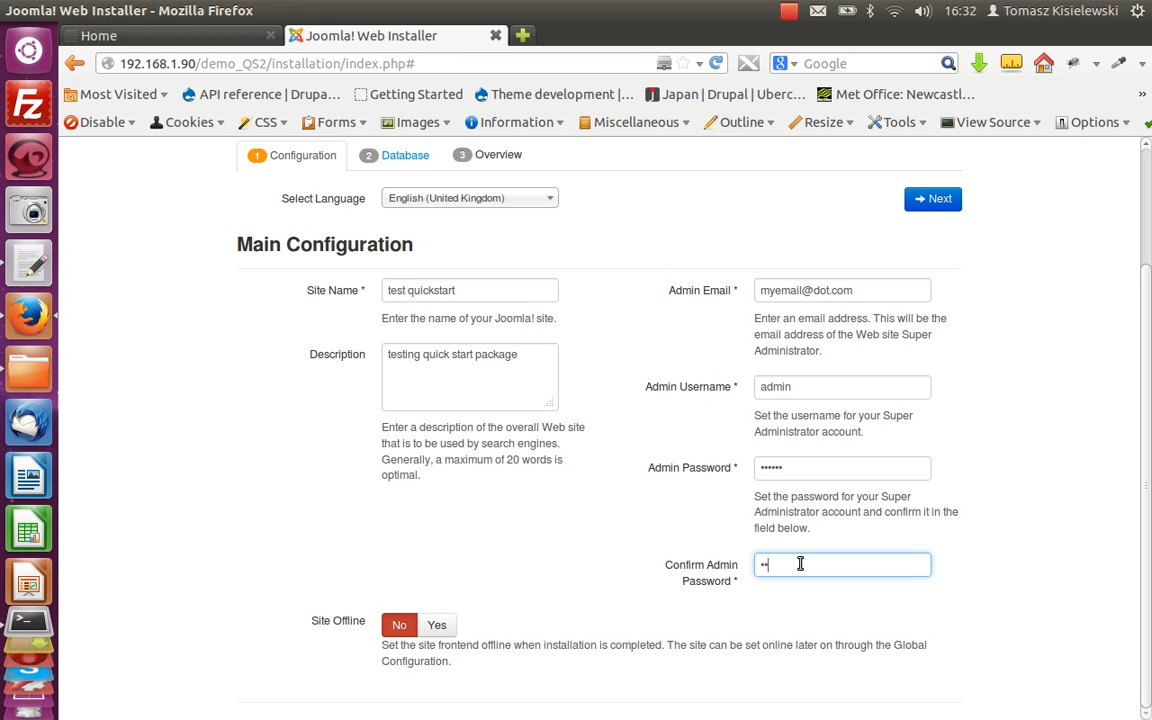 Joomla! Web Installer - Mozilla Firefox
16:32 Tomasz Kisielewski
Home
Joomla! Web Installer
192.168.1.90/demo_QS2/installation/index.php#
Google
Most Visited API reference | Drupa... Getting Started Theme development |... Japan | Drupal | Uberc... Met Office: Newcastl... »
Disable Cookies CSS Forms Images Information Miscellaneous Outline Resize Tools View Source Options
1 Configuration 2 Database 3 Overview
Select Language English (United Kingdom) Next
Main Configuration
Site Name * test quickstart
Enter the name of your Joomla! site.
Description testing quick start package
Enter a description of the overall Web site
that is to be used by search engines.
Generally, a maximum of 20 words is
optimal.
Admin Email * myemail@dot.com
Enter an email address. This will be the
email address of the Web site Super
Administrator.
Admin Username * admin
Set the username for your Super
Administrator account.
Admin Password * ••••••
Set the password for your Super
Administrator account and confirm it in the
field below.
Confirm Admin
Password * ••
Site Offline No Yes
Set the site frontend offline when installation is completed. The site can be set online later on through the Global
Configuration.